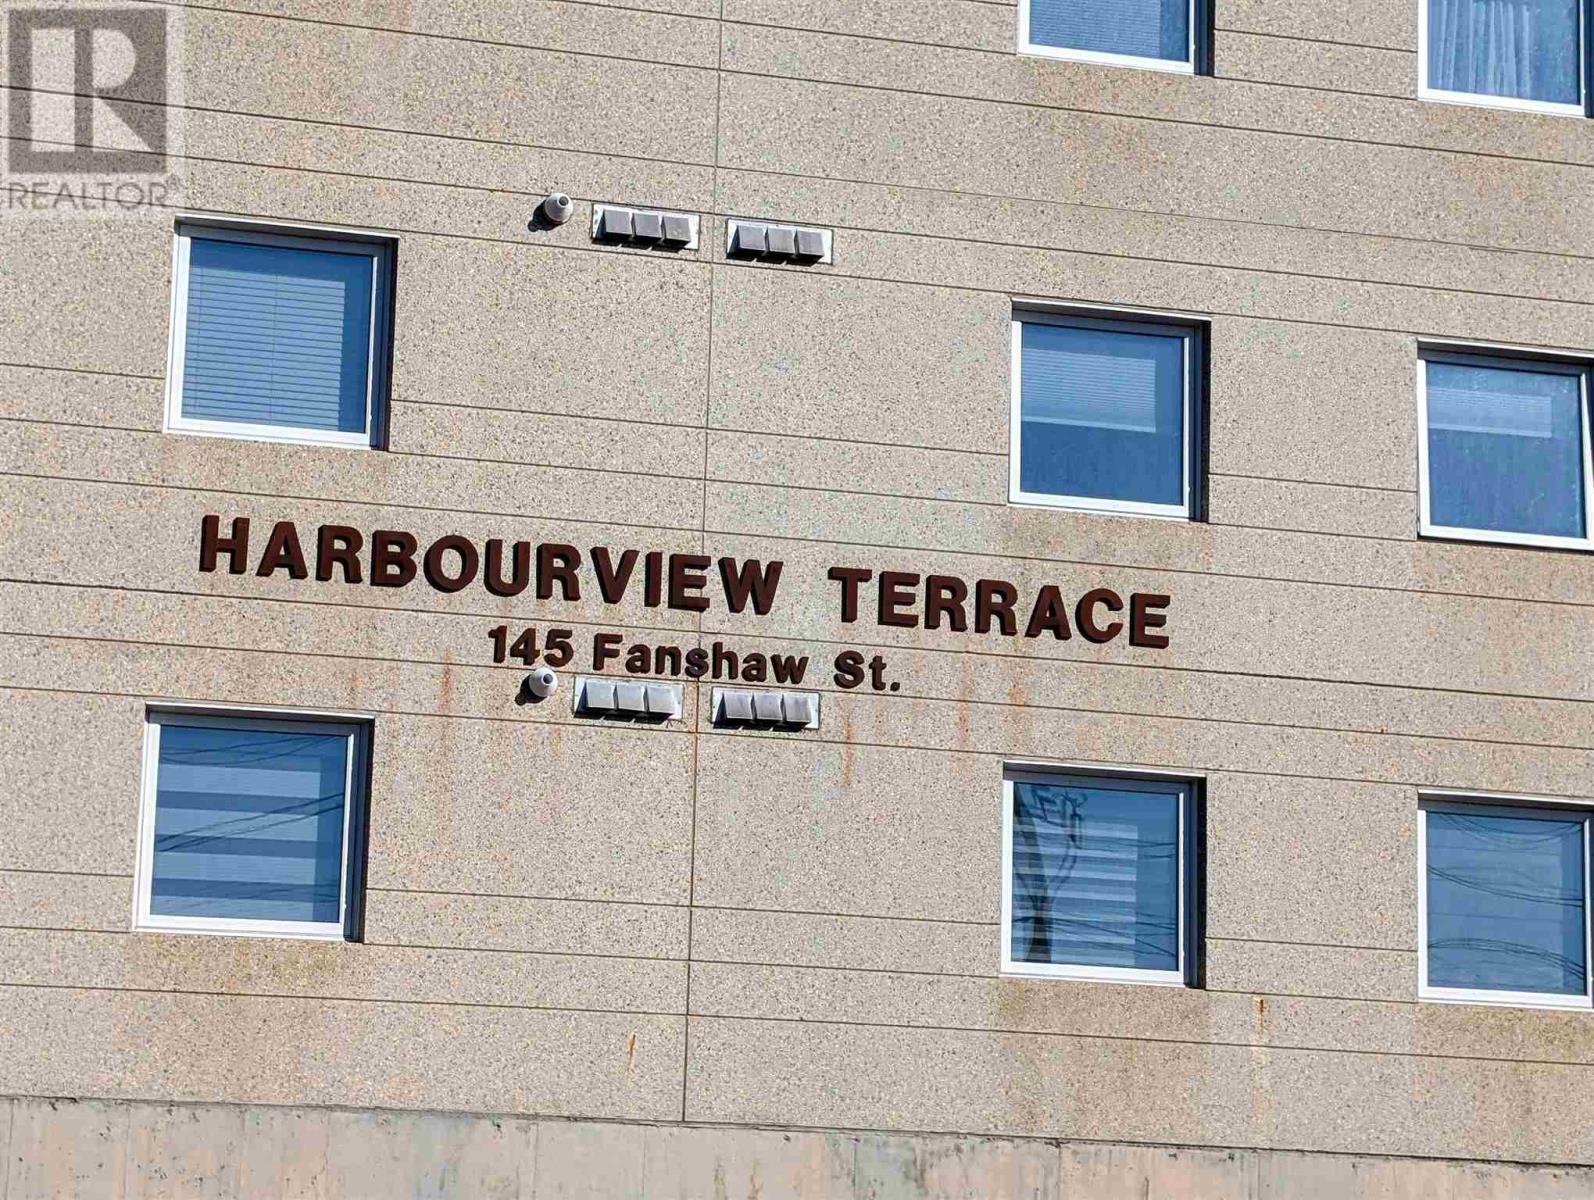 R
REALTOR®
HARBOURVIEW TERRACE
145 Fanshaw St.